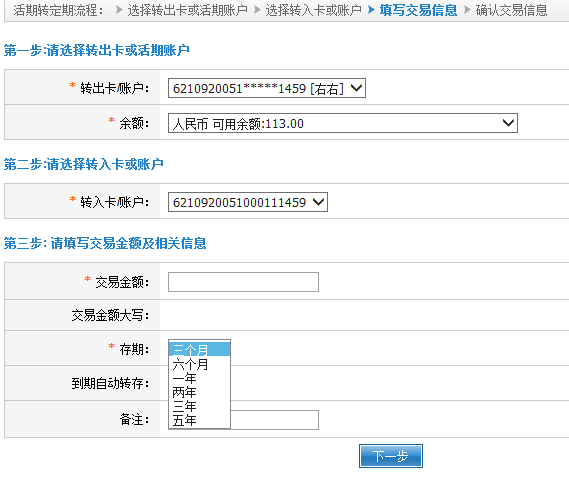 活期转定期流程： 选择转出卡或活期账户 选择转入卡或账户 填写交易信息 确认交易信息
第一步:请选择转出卡或活期账户
* 转出卡/账户： 6210920051*****1459 [右右]
* 余额： 人民币 可用余额:113.00
第二步:请选择转入卡或账户
* 转入卡/账户： 6210920051000111459
第三步: 请填写交易金额及相关信息
* 交易金额：
交易金额大写：
* 存期： 三个月
六个月
一年
到期自动转存：
两年
三年
备注：
五年
下一步